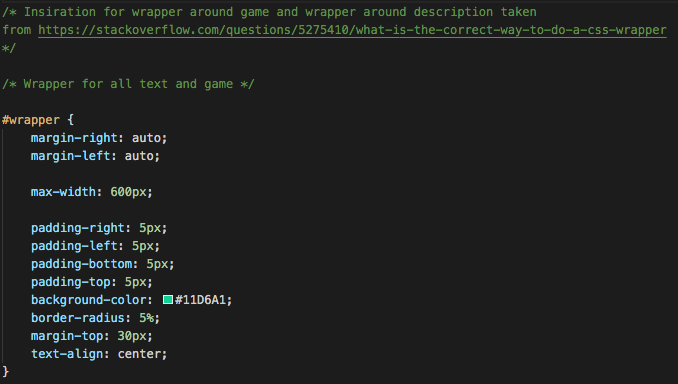 /* Insiration for wrapper around game and wrapper around description taken
from https://stackoverflow.com/questions/5275410/what-is-the-correct-way-to-do-a-css-wrapper
*/
/* Wrapper for all text and game */
#wrapper {
margin-right: auto;
margin-left: auto;
max-width: 600px;
padding-right: 5px;
padding-left: 5px;
padding-bottom: 5px;
padding-top: 5px;
background-color: #11D6A1;
border-radius: 5%;
margin-top: 30px;
text-align: center;
}